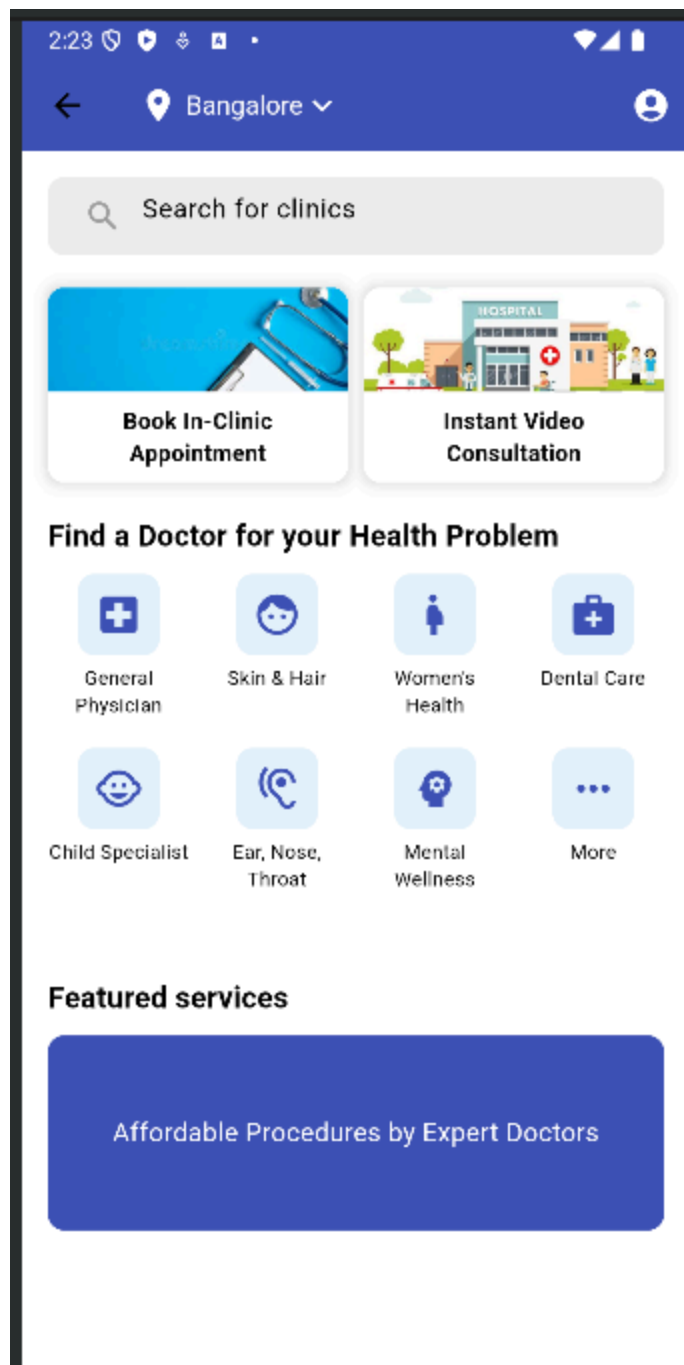 2:23
A
Bangalore
Search for clinics
HOSPITAL
Book In-Clinic
Appointment
Instant Video
Consultation
Find a Doctor for your Health Problem
General
Physician
Skin & Hair
Women's
Health
Dental Care
Child Specialist
Ear, Nose,
Throat
Mental
Wellness
More
Featured services
Affordable Procedures by Expert Doctors